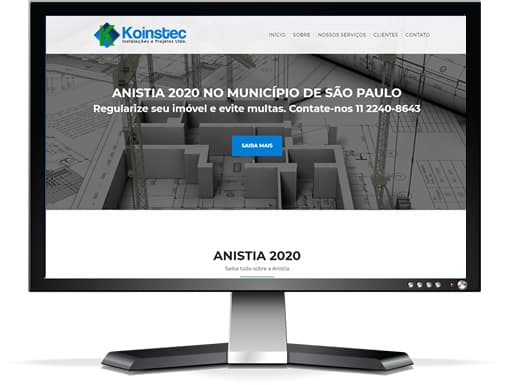 Koinstec
Instalações e Projetos Ltda.
INÍCIO SOBRE NOSSOS SERVIÇOS CLIENTES CONTATO
ANISTIA 2020 NO MUNICÍPIO DE SÃO PAULO
Regularize seu imóvel e evite multas. Contate-nos 11 2240-8643
SAIBA MAIS
ANISTIA 2020
Saiba tudo sobre a Anistia